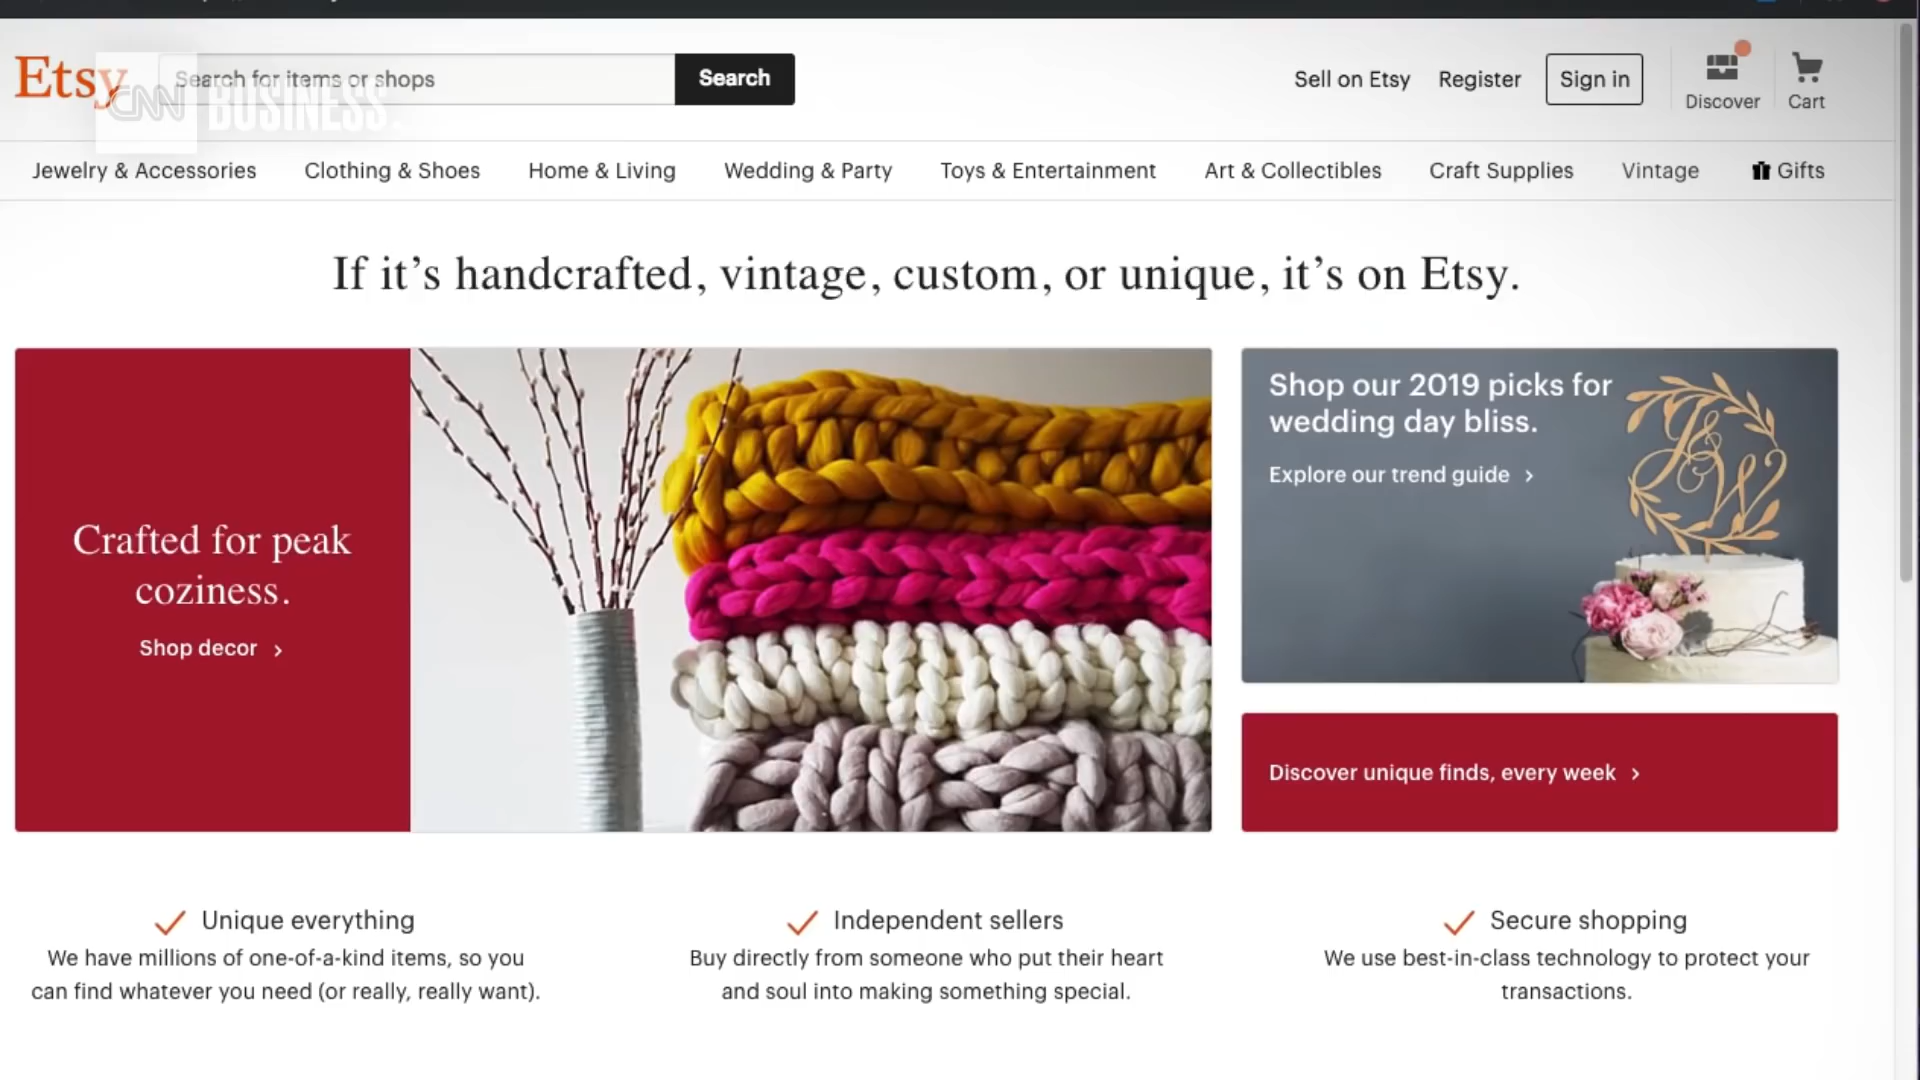 Etsy
Search for items or shops
Search
Sell on Etsy
Register
Sign in
Discover
Cart
CNN BUSINESS
Jewelry & Accessories
Clothing & Shoes
Home & Living
Wedding & Party
Toys & Entertainment
Art & Collectibles
Craft Supplies
Vintage
Gifts
If it’s handcrafted, vintage, custom, or unique, it’s on Etsy.
Crafted for peak
coziness.
Shop decor >
Shop our 2019 picks for
wedding day bliss.
Explore our trend guide >
J&W
Discover unique finds, every week >
Unique everything
We have millions of one-of-a-kind items, so you
can find whatever you need (or really, really want).
Independent sellers
Buy directly from someone who put their heart
and soul into making something special.
Secure shopping
We use best-in-class technology to protect your
transactions.